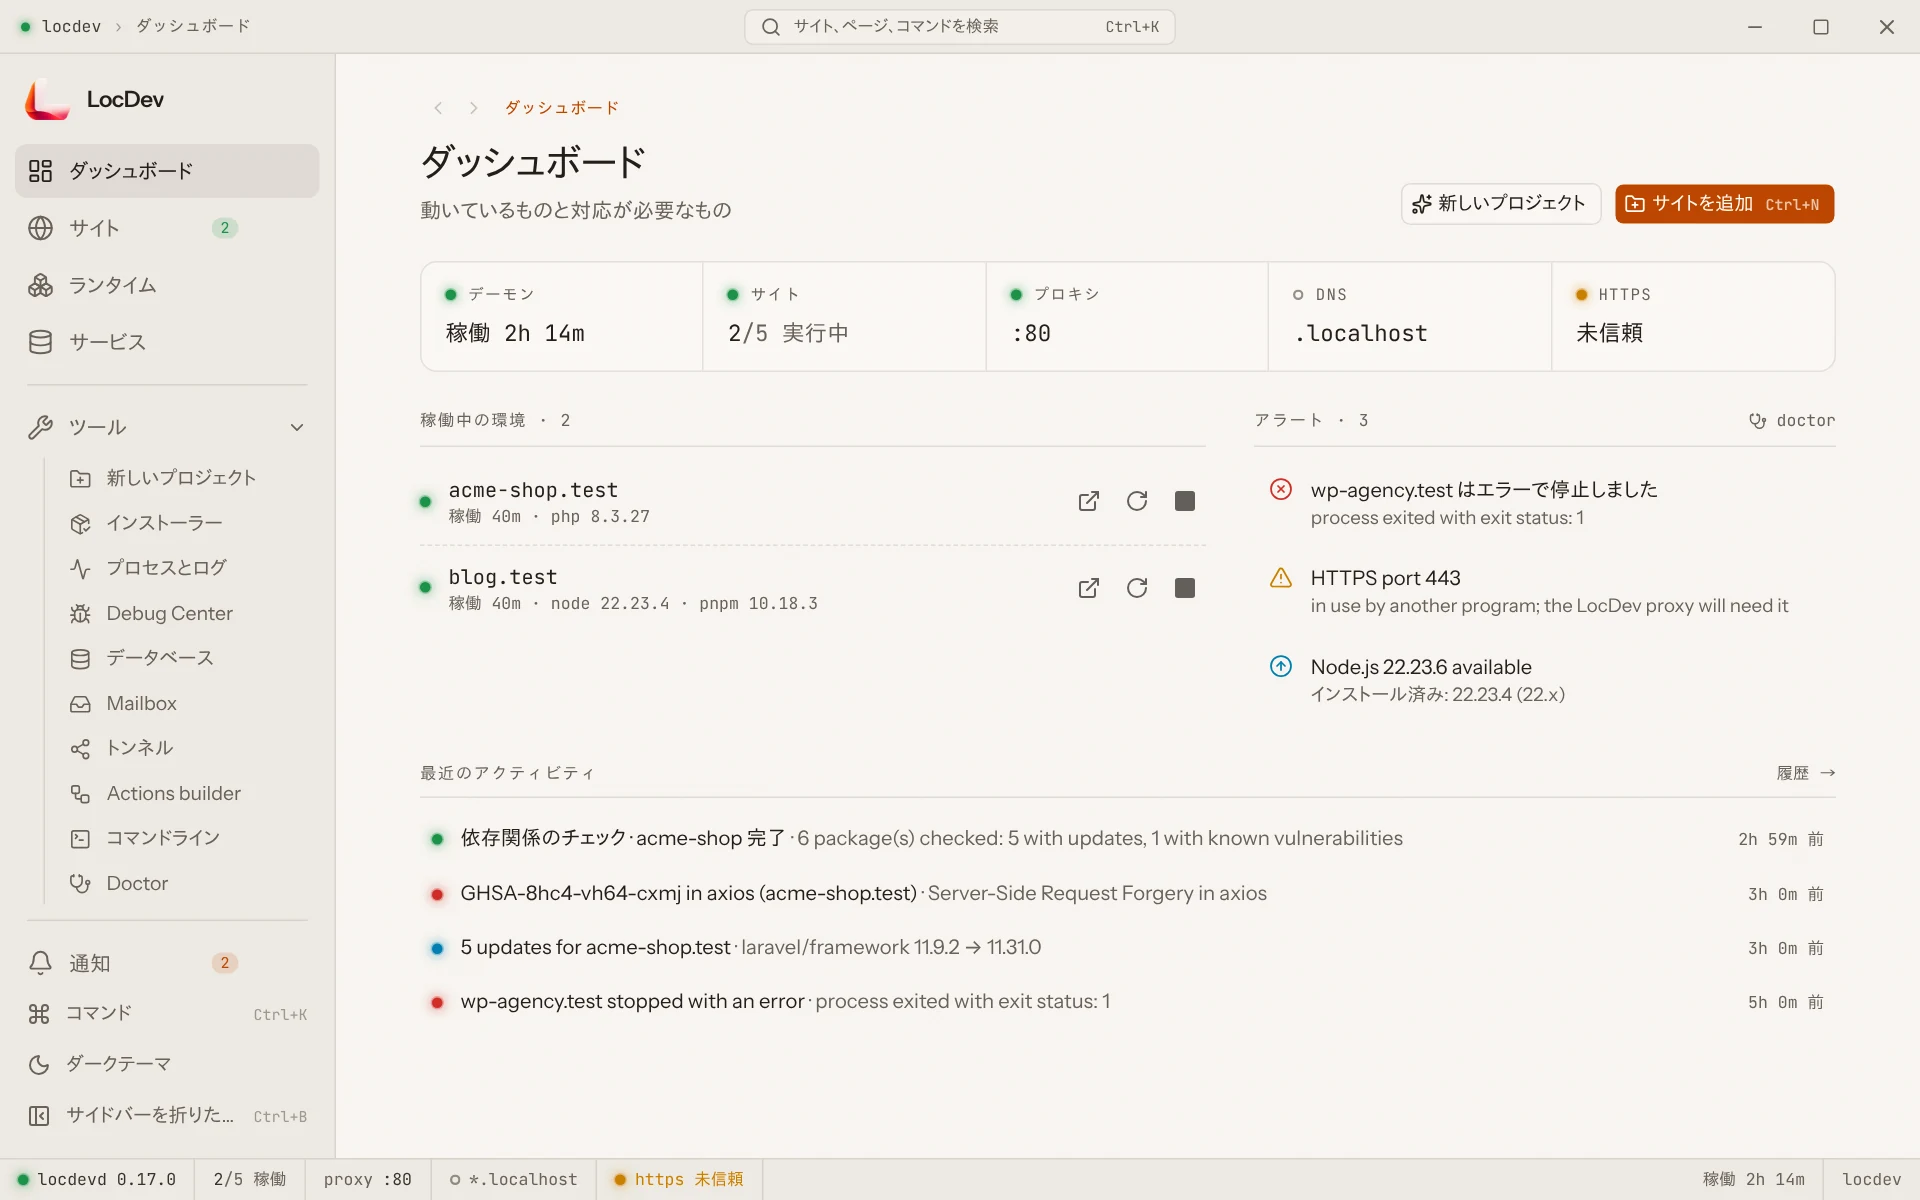 locdev › ダッシュボード
サイト、ページ、コマンドを検索 Ctrl+K
LocDev
ダッシュボード
サイト 2
ランタイム
サービス
ツール
新しいプロジェクト
インストーラー
プロセスとログ
Debug Center
データベース
Mailbox
トンネル
Actions builder
コマンドライン
Doctor
通知 2
コマンド Ctrl+K
ダークテーマ
サイドバーを折りた… Ctrl+B
ダッシュボード
ダッシュボード
動いているものと対応が必要なもの
新しいプロジェクト
サイトを追加 Ctrl+N
デーモン
稼働 2h 14m
サイト
2/5 実行中
プロキシ
:80
DNS
.localhost
HTTPS
未信頼
稼働中の環境 · 2
acme-shop.test
稼働 40m · php 8.3.27
blog.test
稼働 40m · node 22.23.4 · pnpm 10.18.3
アラート · 3 doctor
wp-agency.test はエラーで停止しました
process exited with exit status: 1
HTTPS port 443
in use by another program; the LocDev proxy will need it
Node.js 22.23.6 available
インストール済み: 22.23.4 (22.x)
最近のアクティビティ 履歴 →
依存関係のチェック · acme-shop 完了 · 6 package(s) checked: 5 with updates, 1 with known vulnerabilities 2h 59m 前
GHSA-8hc4-vh64-cxmj in axios (acme-shop.test) · Server-Side Request Forgery in axios 3h 0m 前
5 updates for acme-shop.test · laravel/framework 11.9.2 → 11.31.0 3h 0m 前
wp-agency.test stopped with an error · process exited with exit status: 1 5h 0m 前
locdevd 0.17.0 2/5 稼働 proxy :80 *.localhost https 未信頼 稼働 2h 14m locdev